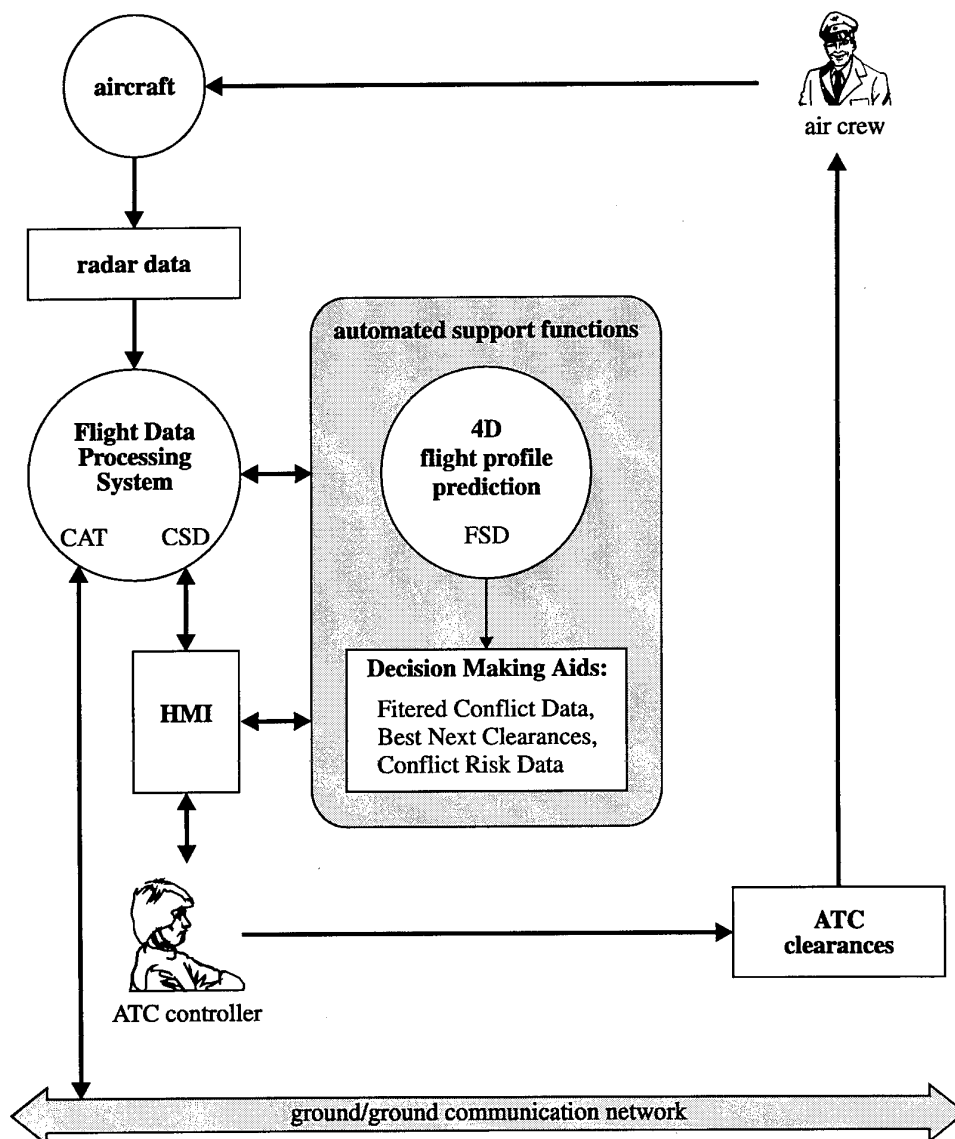 aircraft
air crew
radar data
automated support functions
Flight Data
Processing
System
CAT CSD
4D
flight profile
prediction
FSD
HMI
Decision Making Aids:
Fitered Conflict Data,
Best Next Clearances,
Conflict Risk Data
ATC controller
ATC
clearances
ground/ground communication network